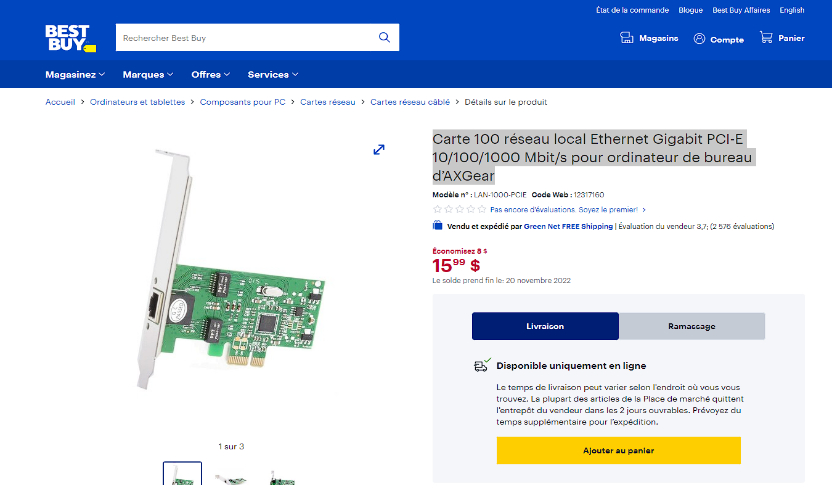 État de la commande Blogue Best Buy Affaires English
BEST
BUY
Rechercher Best Buy
Magasins Compte Panier
Magasinez Marques Offres Services
Accueil > Ordinateurs et tablettes > Composants pour PC > Cartes réseau > Cartes réseau câblé > Détails sur le produit
Carte 100 réseau local Ethernet Gigabit PCI-E
10/100/1000 Mbit/s pour ordinateur de bureau
d'AXGear
Modèle n° : LAN-1000-PCIE Code Web : 12317160
Pas encore d'évaluations. Soyez le premier! >
Vendu et expédié par Green Net FREE Shipping | Évaluation du vendeur 3,7; (2 576 évaluations)
Économisez 8 $
15⁹⁹ $
Le solde prend fin le: 20 novembre 2022
Livraison Ramassage
Disponible uniquement en ligne
Le temps de livraison peut varier selon l'endroit où vous vous
trouvez. La plupart des articles de la Place de marché quittent
l'entrepôt du vendeur dans les 2 jours ouvrables. Prévoyez du
temps supplémentaire pour l'expédition.
Ajouter au panier
1 sur 3